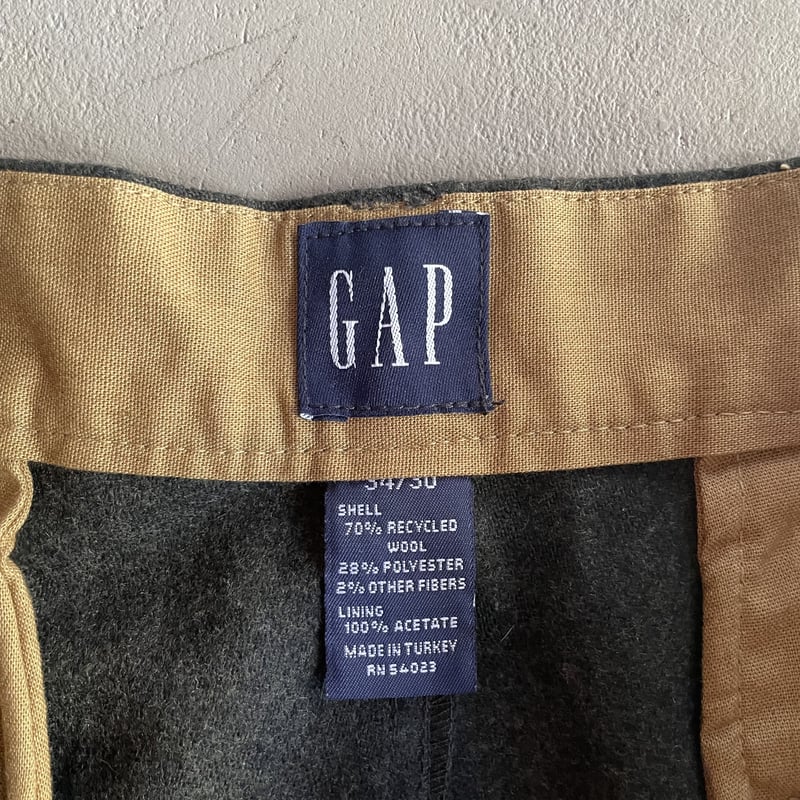 GAP
34/30
SHELL
70% RECYCLED
WOOL
28% POLYESTER
2% OTHER FIBERS
LINING
100% ACETATE
MADE IN TURKEY
RN 54023